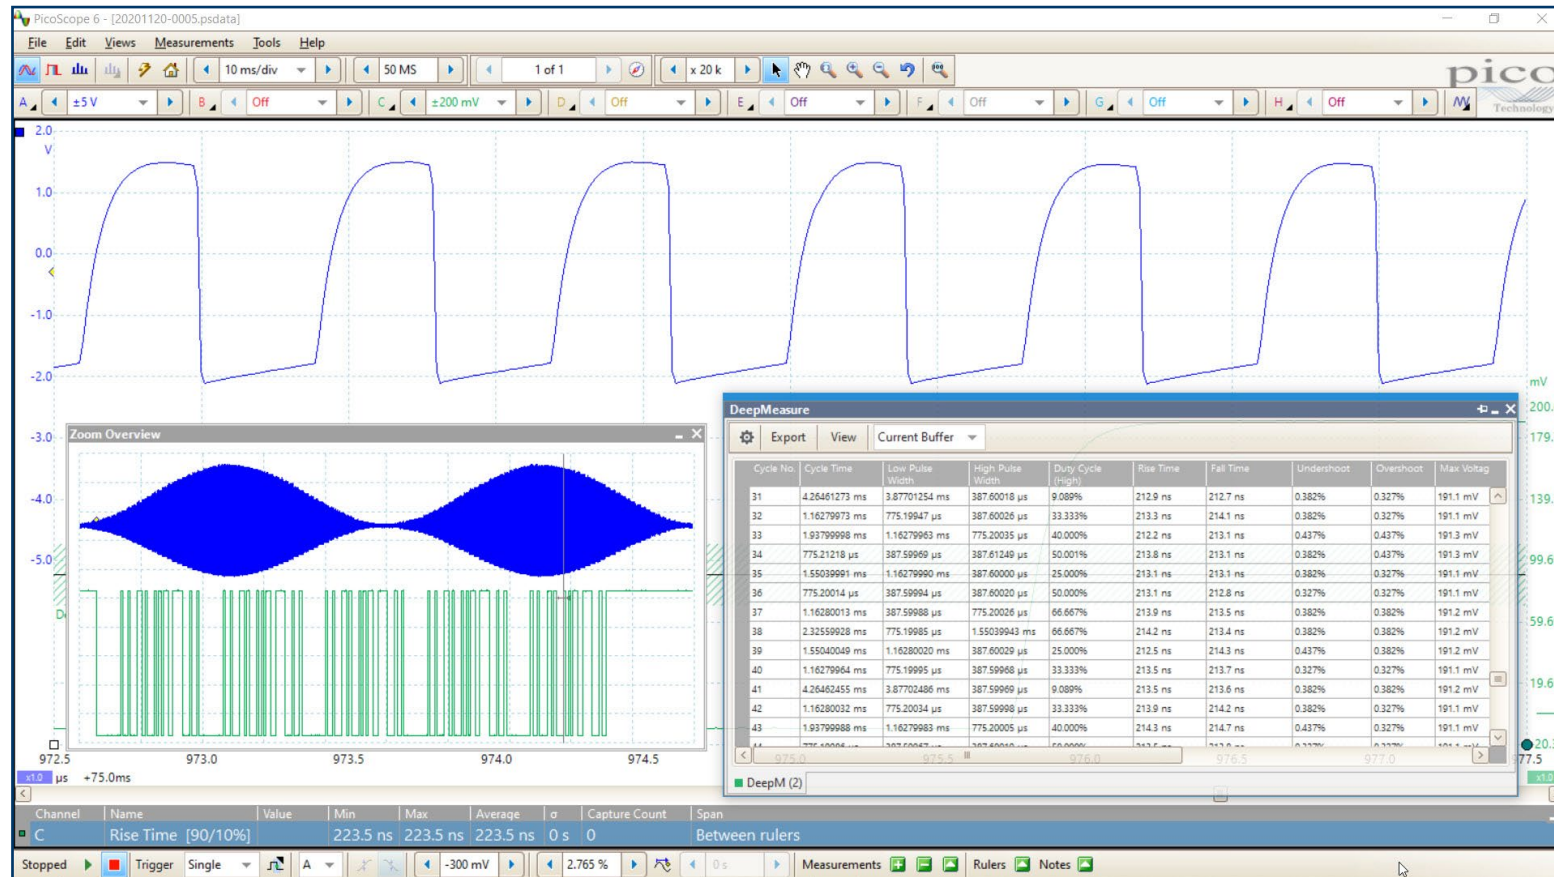 PicoScope 6 - [20201120-0005.psdata]
File Edit Views Measurements Tools Help
10 ms/div 50 MS 1 of 1 x 20 k
pico
Technology
A ±5 V B Off C ±200 mV D Off E Off F Off G Off H Off
2.0
V
1.0
0.0
-1.0
-2.0
-3.0
-4.0
-5.0
mV
200.
179.
139.
99.6
59.6
19.6
Zoom Overview
DeepMeasure
Export View Current Buffer
Cycle No. Cycle Time Low Pulse Width High Pulse Width Duty Cycle (High) Rise Time Fall Time Undershoot Overshoot Max Voltag
31 4.26461273 ms 3.87701254 ms 387.60018 µs 9.089% 212.9 ns 212.7 ns 0.382% 0.327% 191.1 mV
32 1.16279973 ms 775.19947 µs 387.60026 µs 33.333% 213.3 ns 214.1 ns 0.382% 0.327% 191.1 mV
33 1.93799998 ms 1.16279963 ms 775.20035 µs 40.000% 212.2 ns 213.1 ns 0.437% 0.437% 191.3 mV
34 775.21218 µs 387.59969 µs 387.61249 µs 50.001% 213.8 ns 213.1 ns 0.382% 0.437% 191.3 mV
35 1.55039991 ms 1.16279990 ms 387.60000 µs 25.000% 213.1 ns 213.1 ns 0.382% 0.327% 191.1 mV
36 775.20014 µs 387.59994 µs 387.60020 µs 50.000% 213.1 ns 212.8 ns 0.327% 0.327% 191.1 mV
37 1.16280013 ms 387.59988 µs 775.20026 µs 66.667% 213.9 ns 213.5 ns 0.382% 0.382% 191.2 mV
38 2.32559928 ms 775.19985 µs 1.55039943 ms 66.667% 214.2 ns 213.4 ns 0.382% 0.382% 191.2 mV
39 1.55040049 ms 1.16280020 ms 387.60029 µs 25.000% 212.5 ns 214.3 ns 0.437% 0.382% 191.2 mV
40 1.16279964 ms 775.19995 µs 387.59968 µs 33.333% 213.5 ns 213.7 ns 0.327% 0.327% 191.1 mV
41 4.26462455 ms 3.87702486 ms 387.59969 µs 9.089% 213.5 ns 213.6 ns 0.382% 0.382% 191.2 mV
42 1.16280032 ms 775.20034 µs 387.59998 µs 33.333% 213.9 ns 214.2 ns 0.382% 0.327% 191.1 mV
43 1.93799988 ms 1.16279983 ms 775.20005 µs 40.000% 214.3 ns 214.7 ns 0.437% 0.327% 191.1 mV
DeepM (2)
972.5 973.0 973.5 974.0 974.5 975.0 975.5 976.0 976.5 977.0 77.5
x1.0 µs +75.0ms
x1.0
Channel Name Value Min Max Average σ Capture Count Span
C Rise Time [90/10%] 223.5 ns 223.5 ns 223.5 ns 0 s 0 Between rulers
Stopped Trigger Single A -300 mV 2.765 % 0 s Measurements Rulers Notes